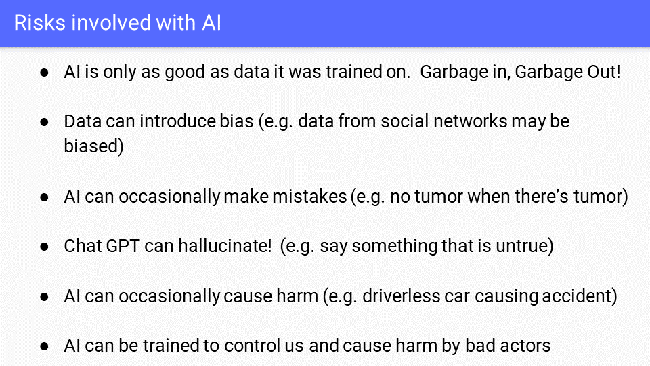 Risks involved with AI
● AI is only as good as data it was trained on.  Garbage in, Garbage Out!
● Data can introduce bias (e.g. data from social networks may be
biased)
● AI can occasionally make mistakes (e.g. no tumor when there's tumor)
● Chat GPT can hallucinate!  (e.g. say something that is untrue)
● AI can occasionally cause harm (e.g. driverless car causing accident)
● AI can be trained to control us and cause harm by bad actors